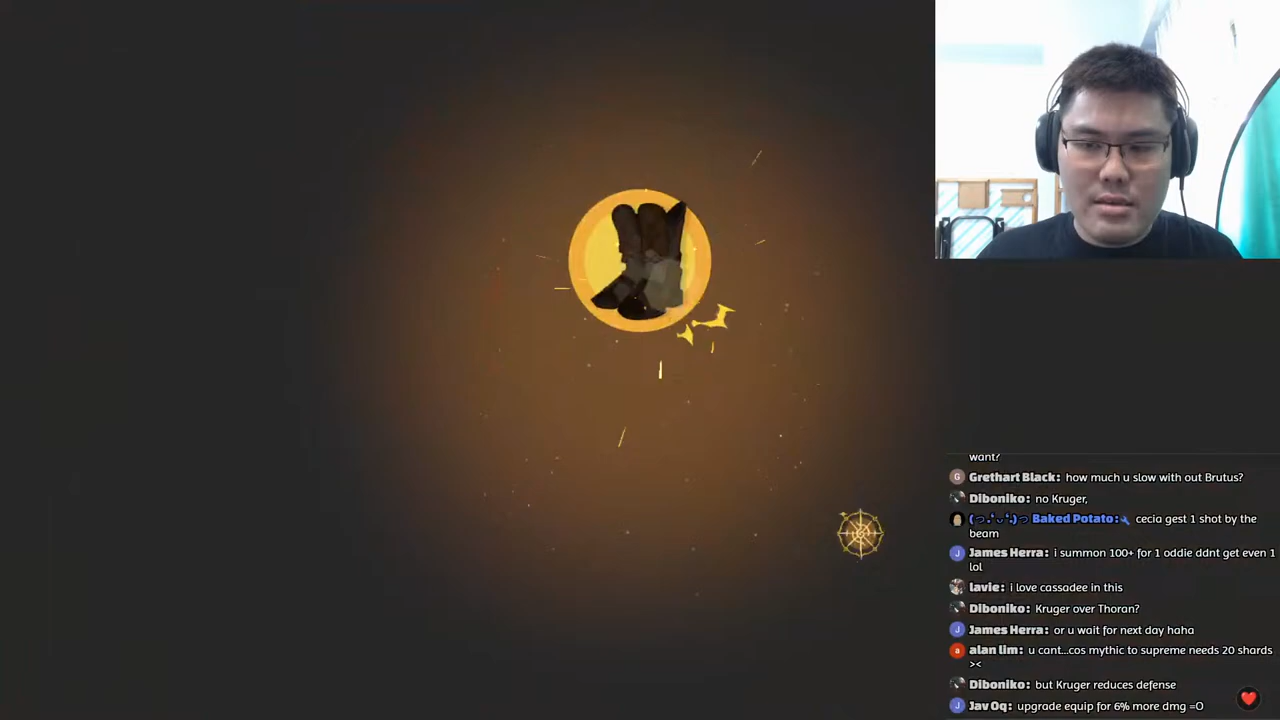 want?
G Grethart Black: how much u slow with out Brutus?
Diboniko: no Kruger,
(っ.❛ ᴗ ❛.)っ Baked Potato: cecia gest 1 shot by the
beam
J James Herra: i summon 100+ for 1 oddie ddnt get even 1
lol
lavie: i love cassadee in this
Diboniko: Kruger over Thoran?
J James Herra: or u wait for next day haha
a alan lim: u cant...cos mythic to supreme needs 20 shards
><
Diboniko: but Kruger reduces defense
J Jav Oq: upgrade equip for 6% more dmg =O